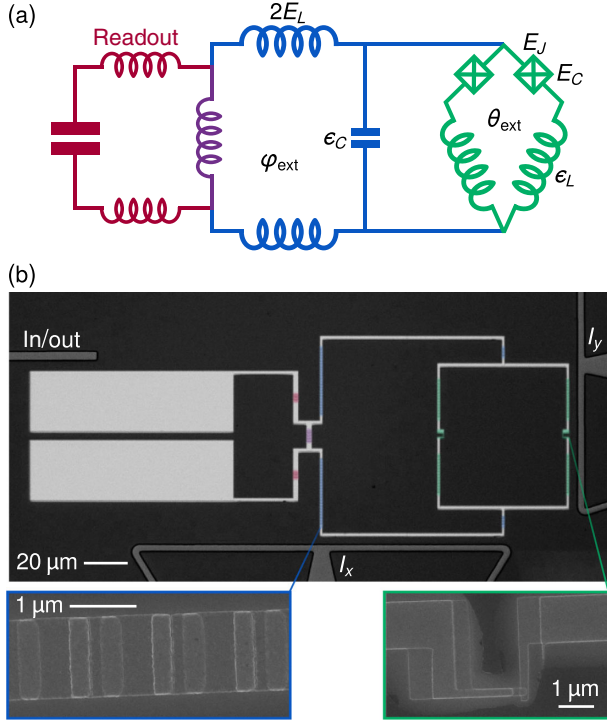 (a)
2E_L
Readout
E_J
E_C
ϵ_C
θ_ext
φ_ext
ϵ_L
(b)
In/out
I_y
20 μm
I_x
1 μm
1 μm